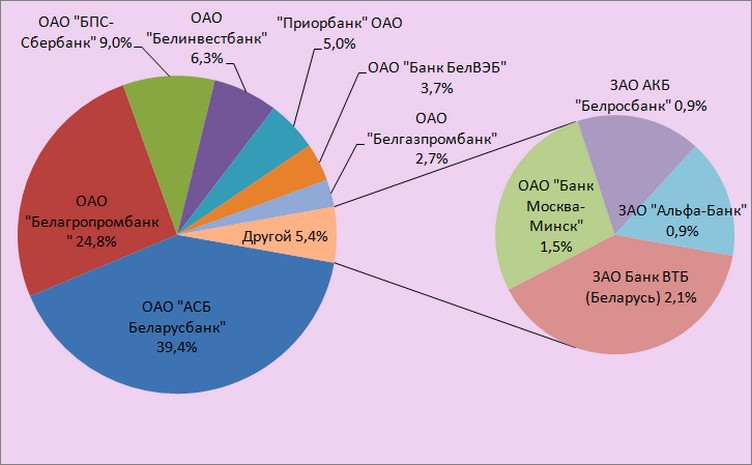 ОАО "БПС-
Сбербанк" 9,0%
ОАО
"Белинвестбанк"
6,3%
"Приорбанк" ОАО
5,0%
ОАО "Банк БелВЭБ"
3,7%
ОАО
"Белгазпромбанк"
2,7%
ОАО
"Белагропромбанк
" 24,8%
Другой 5,4%
ОАО "АСБ
Беларусбанк"
39,4%
ЗАО АКБ
"Белросбанк" 0,9%
ОАО "Банк
Москва-
Минск"
1,5%
ЗАО "Альфа-Банк"
0,9%
ЗАО Банк ВТБ
(Беларусь) 2,1%